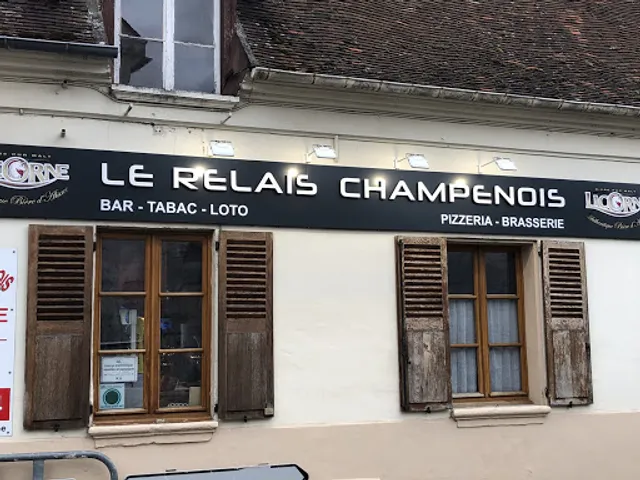 LICORNE
LE RELAIS CHAMPENOIS
LICORNE
BAR - TABAC - LOTO
PIZZERIA - BRASSERIE